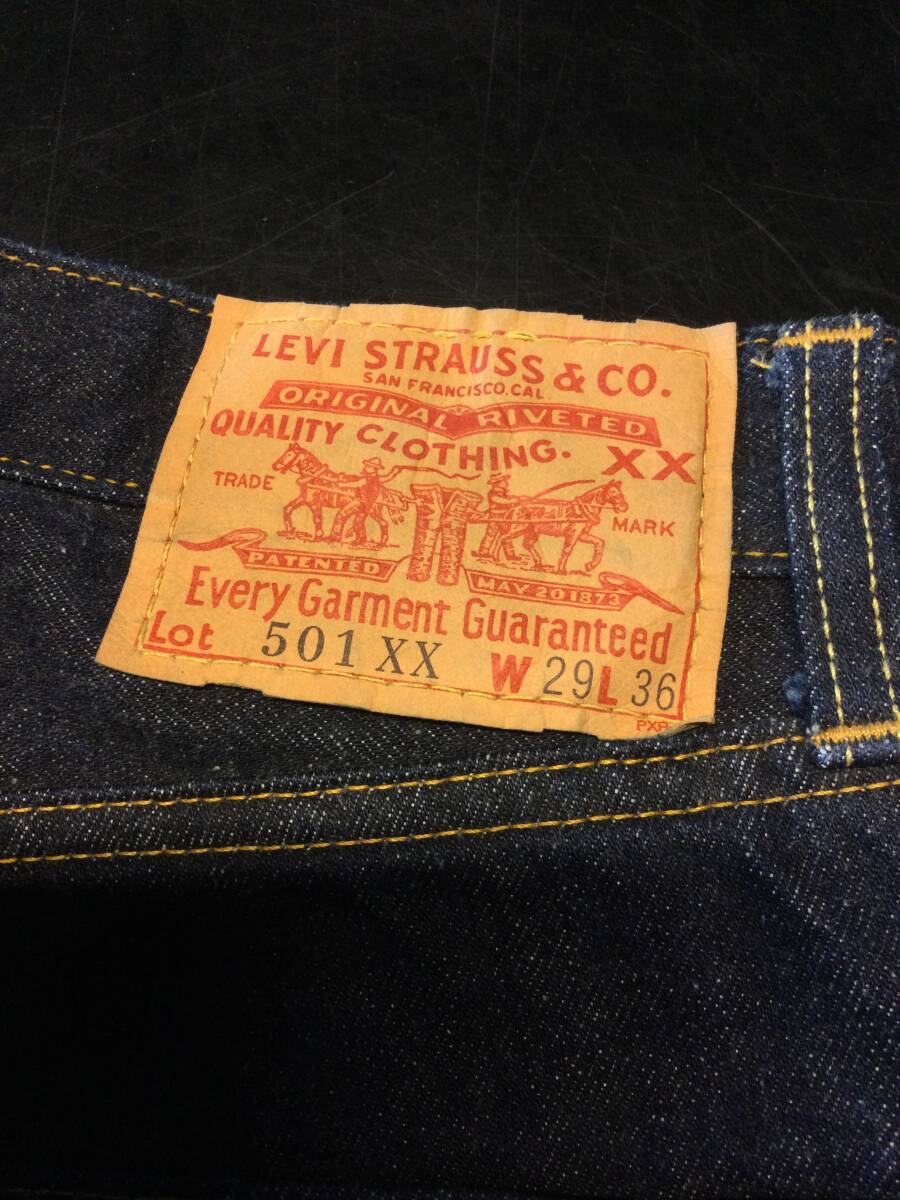 LEVI STRAUSS & CO.
SAN FRANCISCO, CAL.
ORIGINAL RIVETED
QUALITY CLOTHING. XX
TRADE MARK
PATENTED MAY 20 1873
Every Garment Guaranteed
Lot 501 XX W 29 L 36